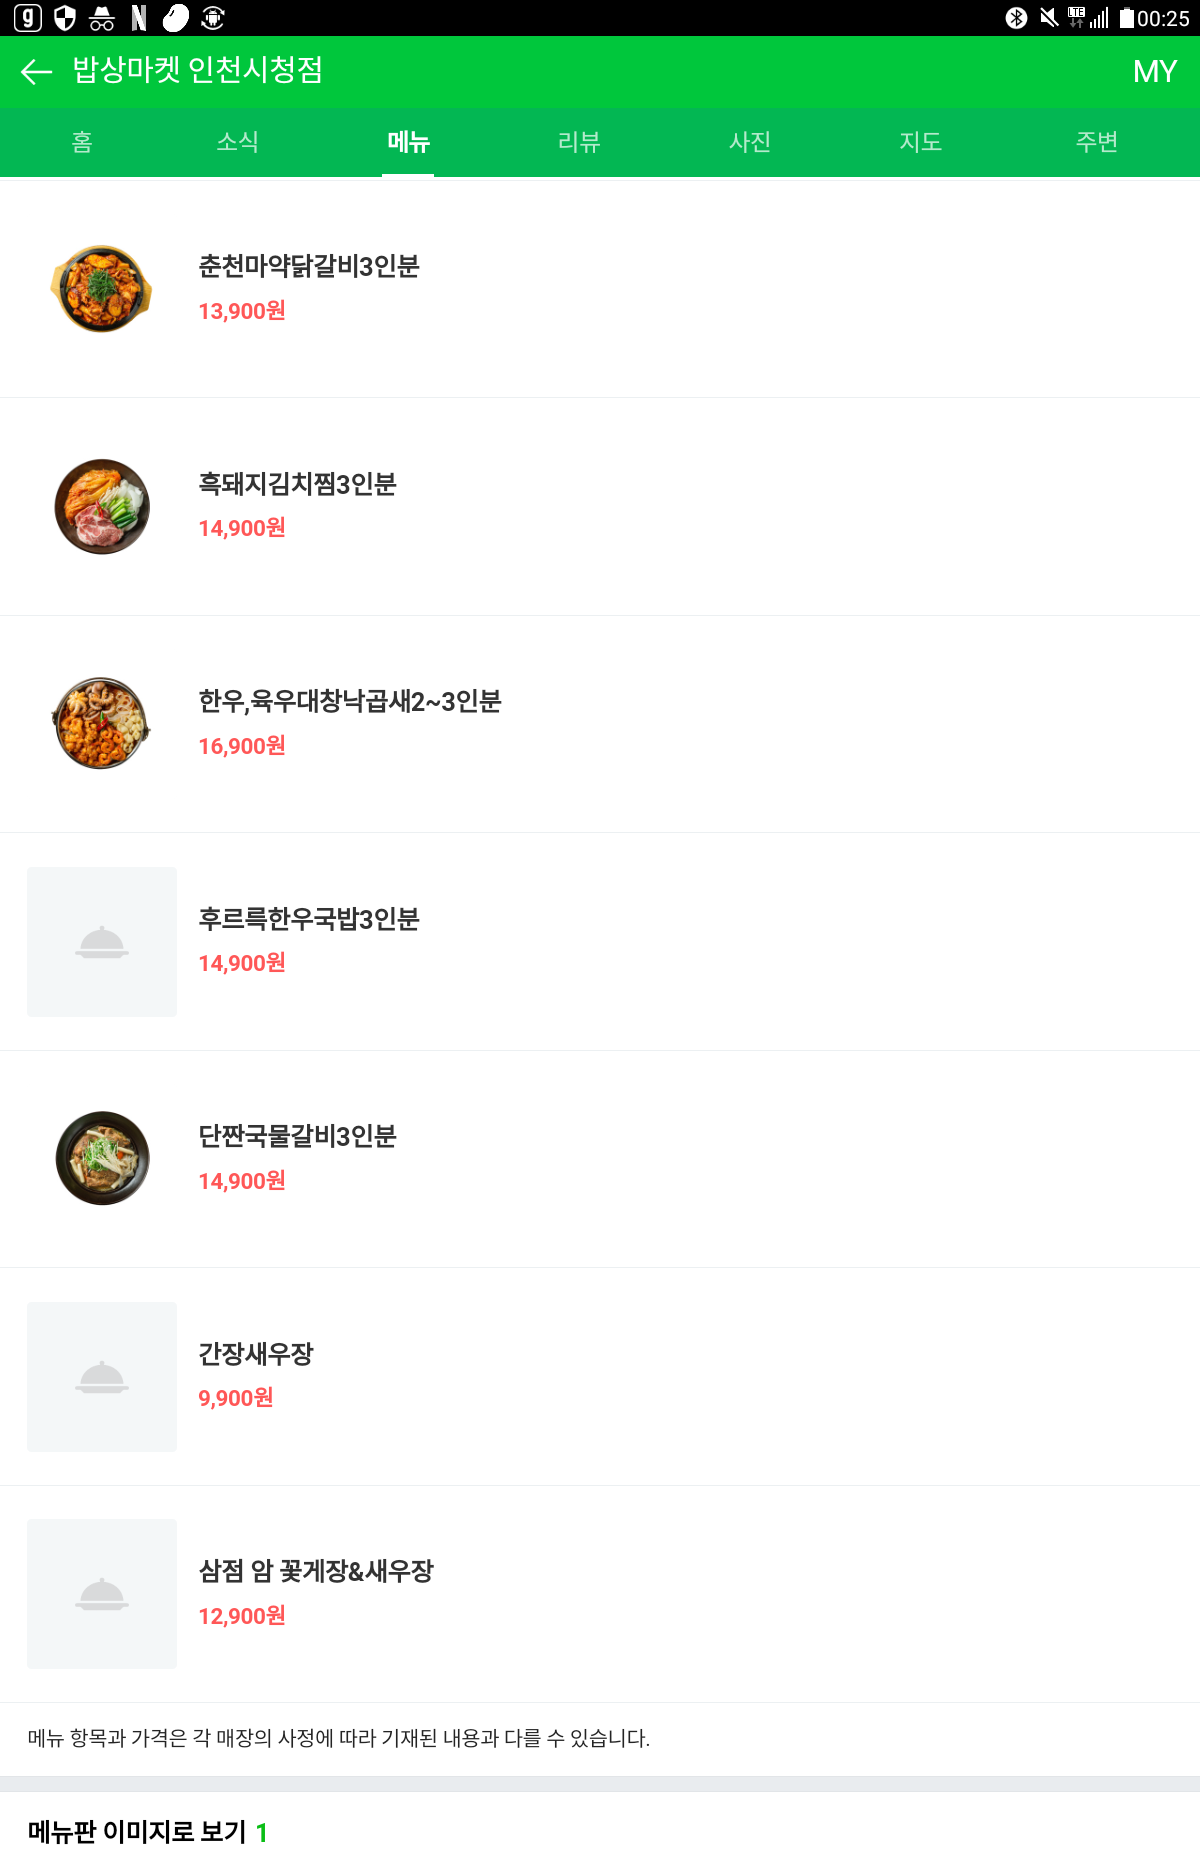 g N LTE 00:25
밥상마켓 인천시청점 MY
홈 소식 메뉴 리뷰 사진 지도 주변
춘천마약닭갈비3인분
13,900원
흑돼지김치찜3인분
14,900원
한우,육우대창낙곱새2~3인분
16,900원
후르륵한우국밥3인분
14,900원
단짠국물갈비3인분
14,900원
간장새우장
9,900원
삼점 암 꽃게장&새우장
12,900원
메뉴 항목과 가격은 각 매장의 사정에 따라 기재된 내용과 다를 수 있습니다.
메뉴판 이미지로 보기 1